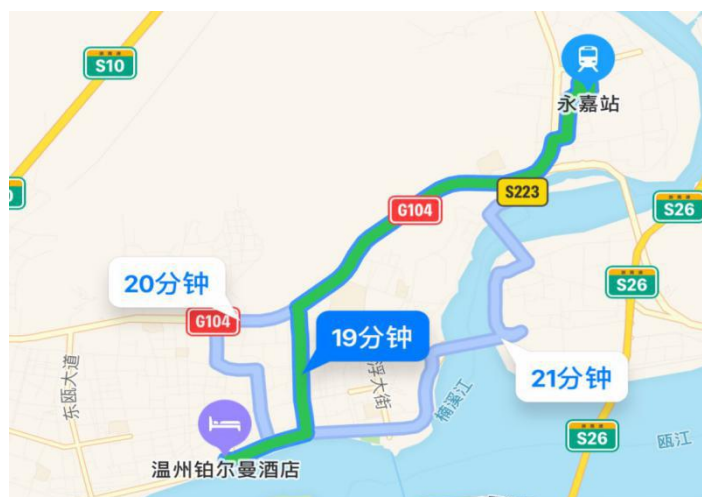 S10
永嘉站
S223
G104
S26
S26
20分钟
G104
19分钟
21分钟
东瓯大道
浮大街
楠溪江
S26
瓯江
温州铂尔曼酒店